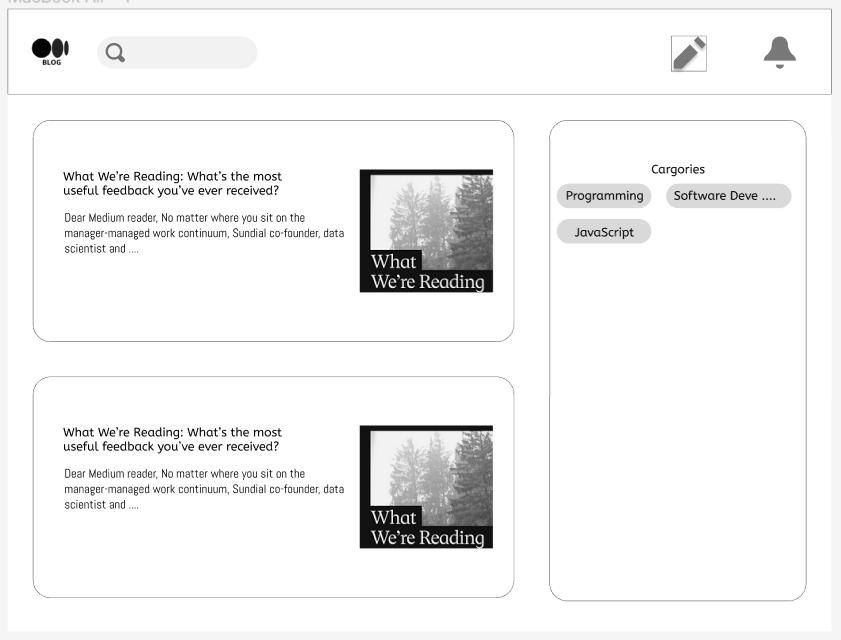 BLOG
What We're Reading: What's the most
useful feedback you've ever received?
Dear Medium reader, No matter where you sit on the
manager-managed work continuum, Sundial co-founder, data
scientist and ....
What
We're Reading
What We're Reading: What's the most
useful feedback you've ever received?
Dear Medium reader, No matter where you sit on the
manager-managed work continuum, Sundial co-founder, data
scientist and ....
What
We're Reading
Cargories
Programming
Software Deve ....
JavaScript